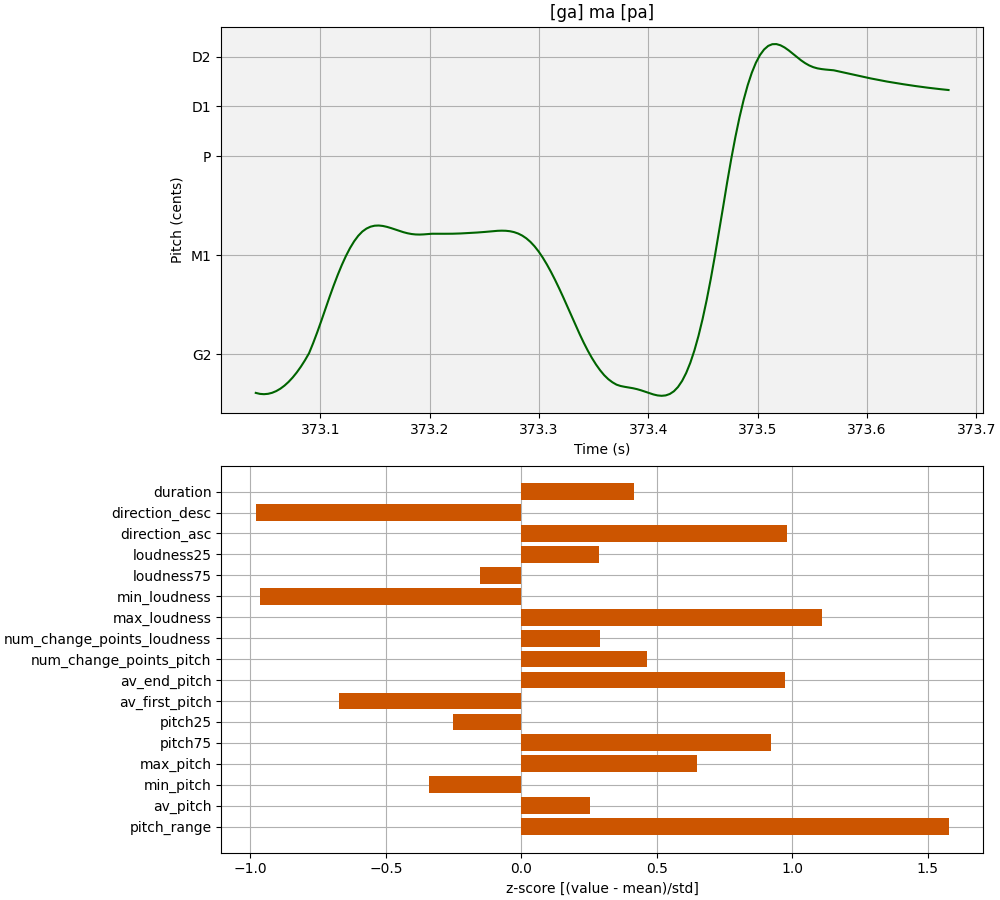 [ga] ma [pa]
D2
D1
P
M1
G2
Pitch (cents)
373.1 373.2 373.3 373.4 373.5 373.6 373.7
Time (s)
duration
direction_desc
direction_asc
loudness25
loudness75
min_loudness
max_loudness
num_change_points_loudness
num_change_points_pitch
av_end_pitch
av_first_pitch
pitch25
pitch75
max_pitch
min_pitch
av_pitch
pitch_range
−1.0 −0.5 0.0 0.5 1.0 1.5
z-score [(value - mean)/std]